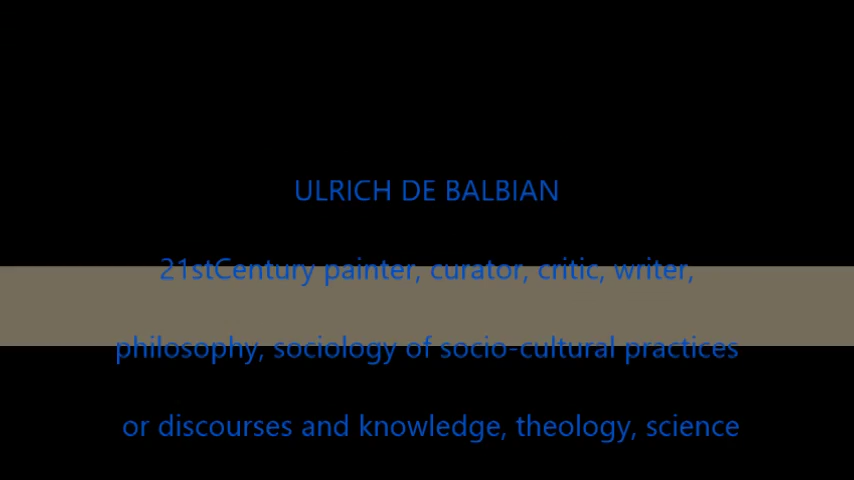 ULRICH DE BALBIAN
21stCentury painter, curator, critic, writer,
philosophy, sociology of socio-cultural practices
or discourses and knowledge, theology, science